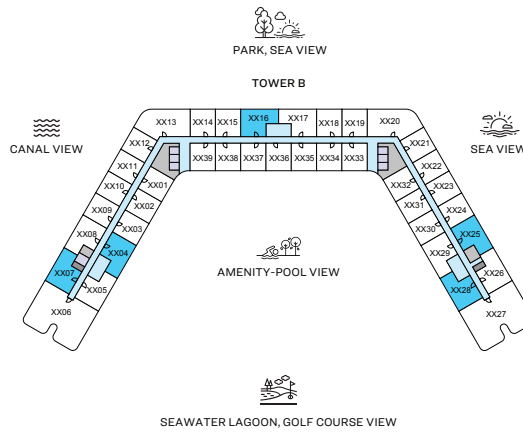 PARK, SEA VIEW
TOWER B
XX16
XX13 XX14 XX15 XX17 XX18 XX19 XX20
CANAL VIEW
SEA VIEW
XX12 XX39 XX38 XX37 XX36 XX35 XX34 XX33 XX21
XX11 XX22
XX10 XX01 XX32 XX23
XX09 XX02 XX31 XX24
XX08 XX03 XX30 XX25
XX04 XX29
XX07 XX05 XX28 XX26
XX06 XX27
AMENITY-POOL VIEW
SEAWATER LAGOON, GOLF COURSE VIEW